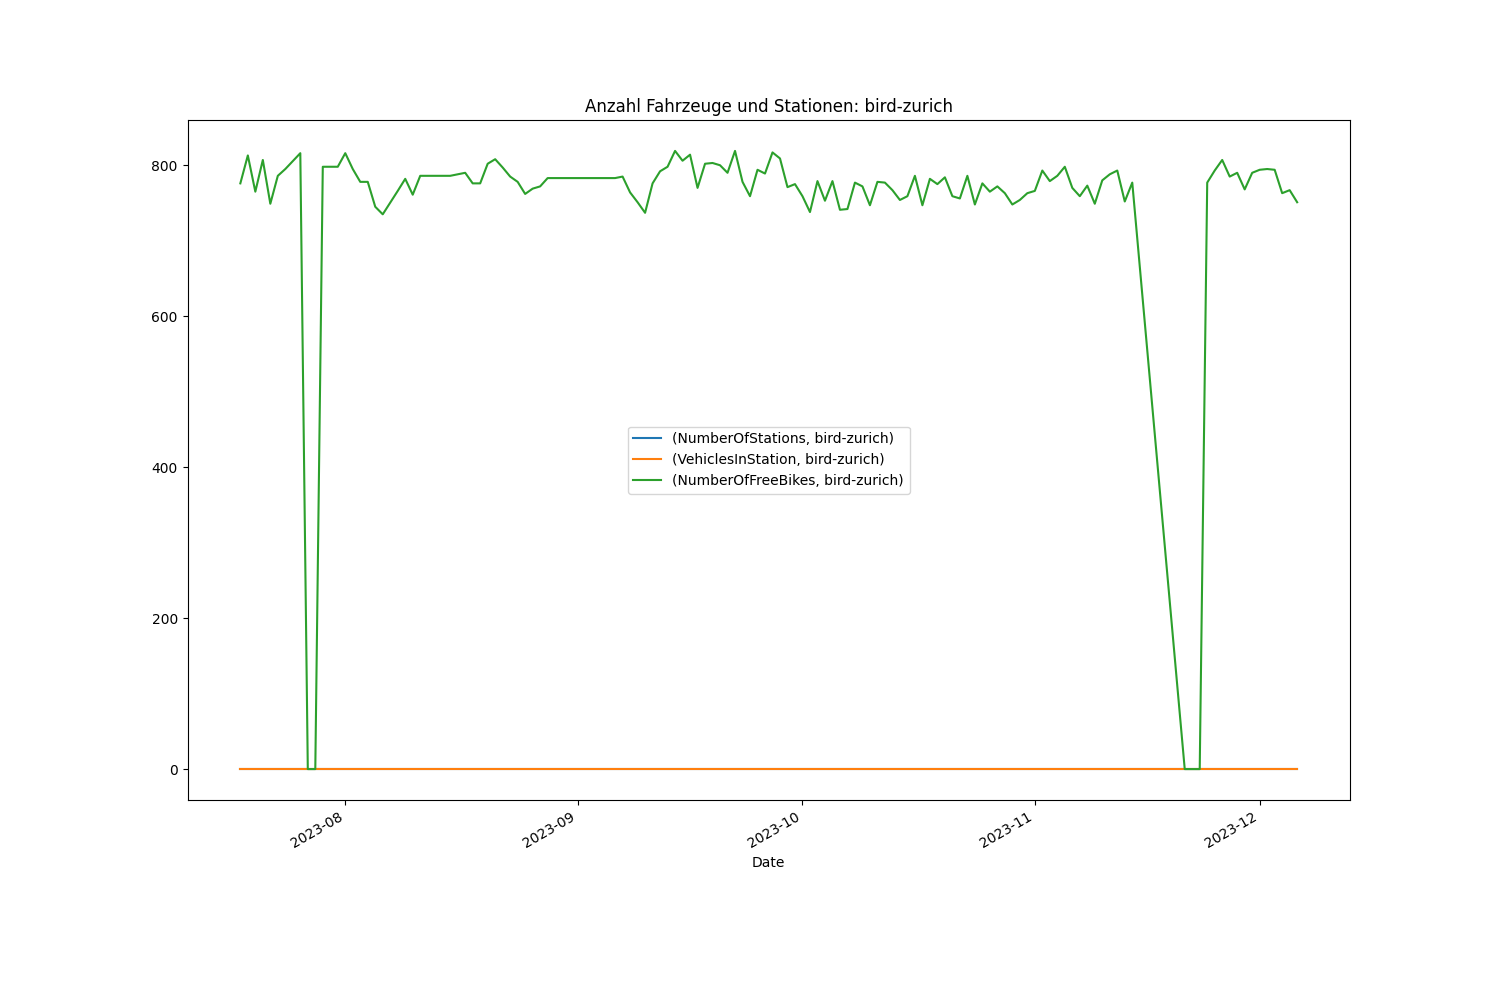 Anzahl Fahrzeuge und Stationen: bird-zurich
800
600
400
200
0
(NumberOfStations, bird-zurich)
(VehiclesInStation, bird-zurich)
(NumberOfFreeBikes, bird-zurich)
2023-08
2023-09
2023-10
2023-11
2023-12
Date